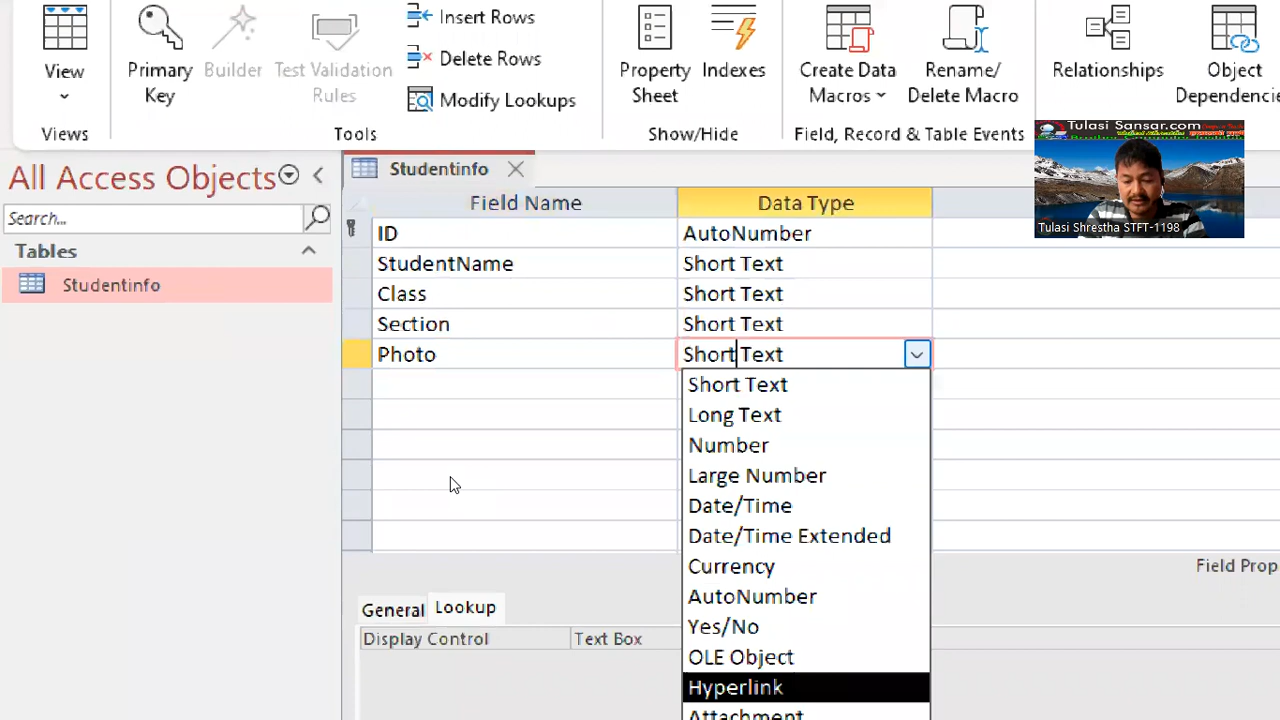 View
Views
Primary Key
Builder
Test Validation Rules
Insert Rows
Delete Rows
Modify Lookups
Tools
Property Sheet
Indexes
Show/Hide
Create Data Macros
Rename/ Delete Macro
Field, Record & Table Events
Relationships
Object Dependencie
Tulasi Sansar.com
Tulasi Shrestha STFT-1198
All Access Objects
Search...
Tables
Studentinfo
Studentinfo
Field Name Data Type
ID AutoNumber
StudentName Short Text
Class Short Text
Section Short Text
Photo Short Text
Short Text
Long Text
Number
Large Number
Date/Time
Date/Time Extended
Currency
AutoNumber
Yes/No
OLE Object
Hyperlink
Attachment
Field Prop
General Lookup
Display Control Text Box